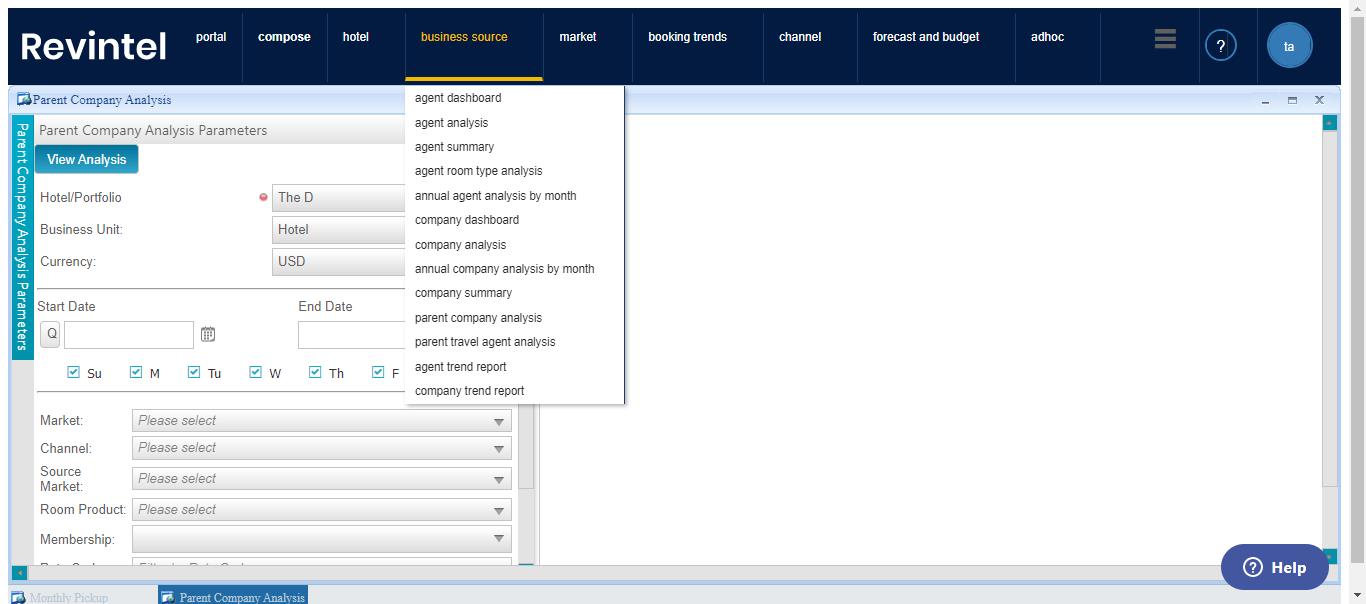 Revintel
portal
compose
hotel
business source
market
booking trends
channel
forecast and budget
adhoc
?
ta
Parent Company Analysis
agent dashboard
agent analysis
agent summary
agent room type analysis
annual agent analysis by month
company dashboard
company analysis
annual company analysis by month
company summary
parent company analysis
parent travel agent analysis
agent trend report
company trend report
Parent Company Analysis Parameters
Parent Company Analysis Parameters
View Analysis
Hotel/Portfolio
The D
Business Unit:
Hotel
Currency:
USD
Start Date
End Date
Q
Su
M
Tu
W
Th
F
Market:
Please select
Channel:
Please select
Source
Market:
Please select
Room Product:
Please select
Membership:
? Help
Monthly Pickup
Parent Company Analysis